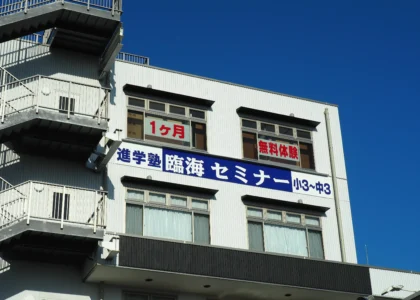 1ヶ月 無料体験
進学塾 臨海セミナー 小3~中3